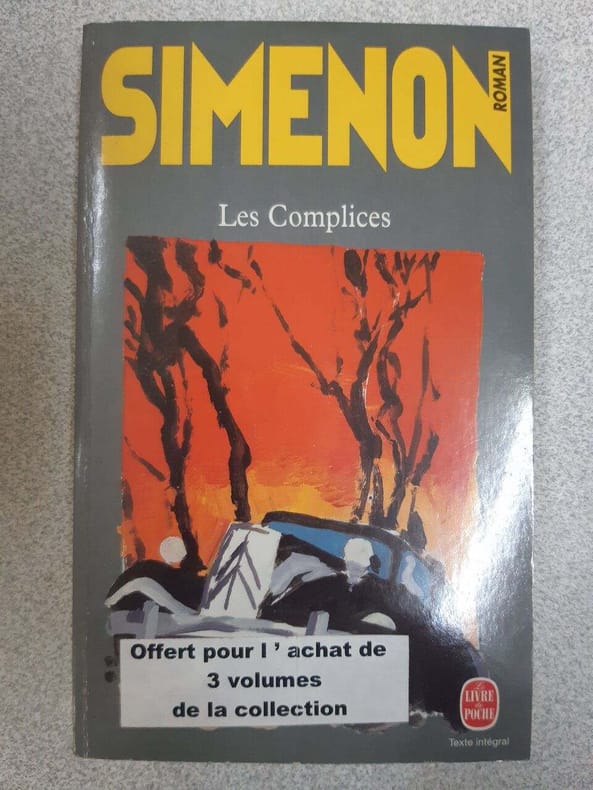 SIMENON
ROMAN
Les Complices
Offert pour l ' achat de
3 volumes
de la collection
Le
LIVRE
de
POCHE
Texte intégral